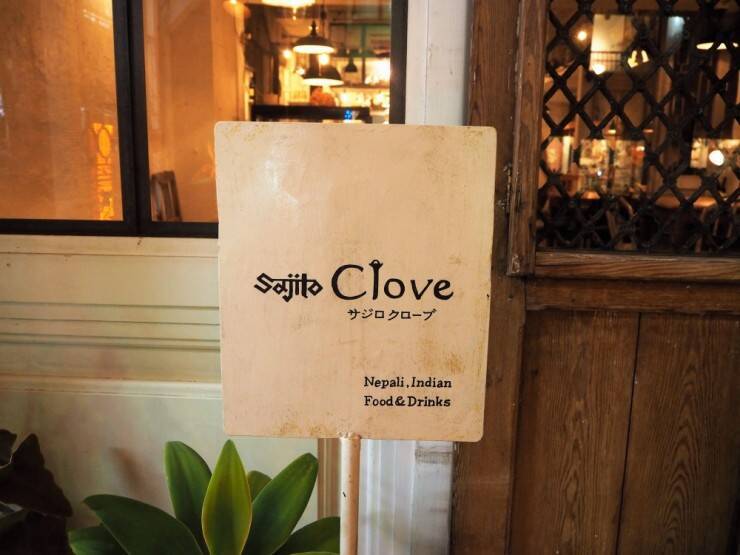 Sajilo Clove
サジロ クローブ
Nepali, Indian
Food & Drinks